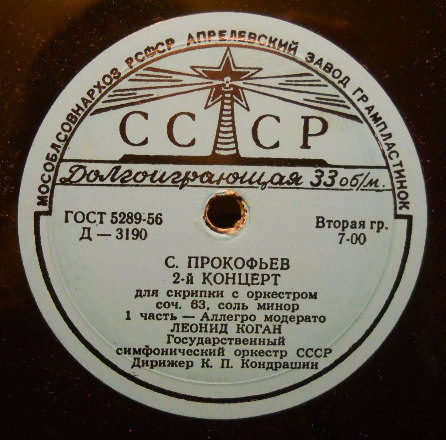 МОСОБЛСОВНАРХОЗ РСФСР АПРЕЛЕВСКИЙ ЗАВОД ГРАМПЛАСТИНОК
СССР
Долгоиграющая 33 об/м.
ГОСТ 5289-56
Д — 3190
Вторая гр.
7-00
С. ПРОКОФЬЕВ
2-й КОНЦЕРТ
для скрипки с оркестром
соч. 63, соль минор
1 часть — Аллегро модерато
ЛЕОНИД КОГАН
Государственный
симфонический оркестр СССР
Дирижер К. П. Кондрашин